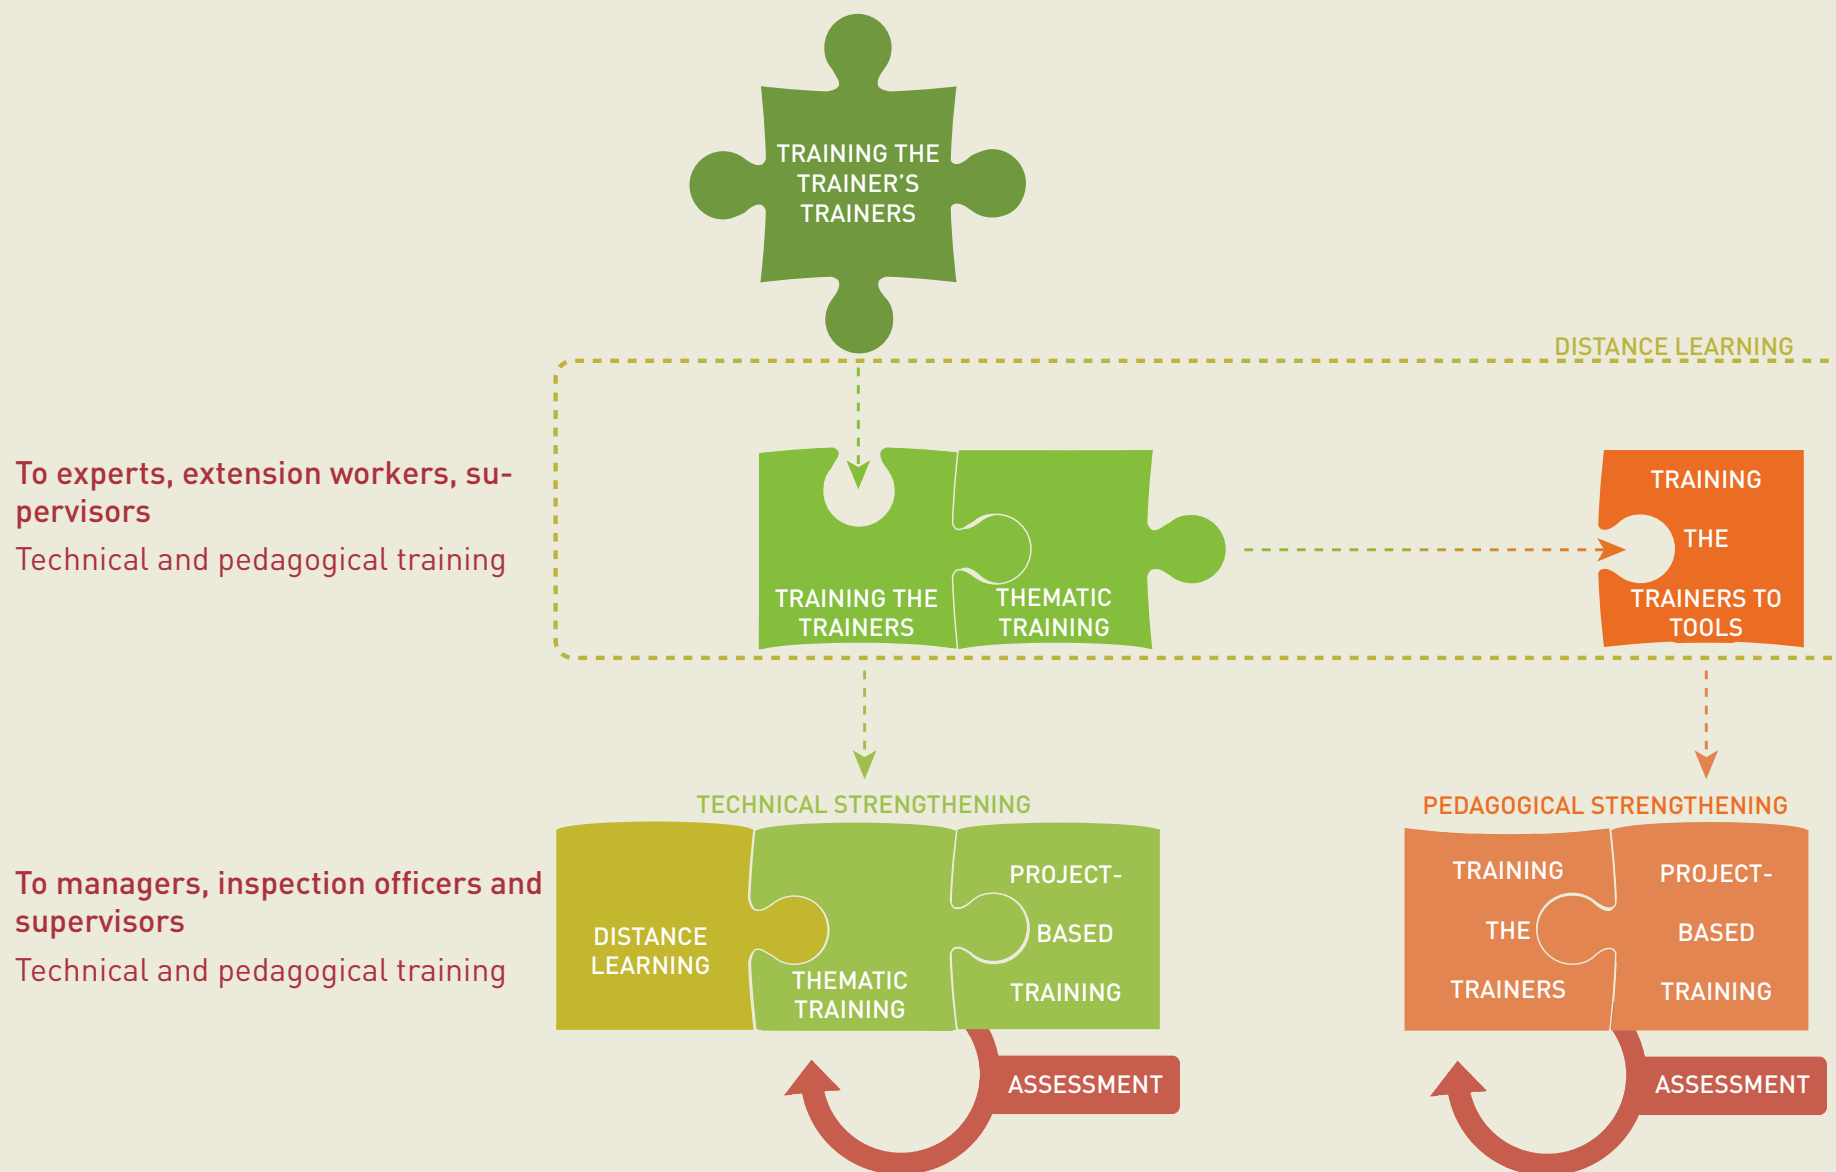 TRAINING THE
TRAINER'S
TRAINERS
DISTANCE LEARNING
To experts, extension workers, su-
pervisors
Technical and pedagogical training
TRAINING THE
TRAINERS
THEMATIC
TRAINING
TRAINING
THE
TRAINERS TO
TOOLS
TECHNICAL STRENGTHENING
PEDAGOGICAL STRENGTHENING
To managers, inspection officers and
supervisors
Technical and pedagogical training
DISTANCE
LEARNING
THEMATIC
TRAINING
PROJECT-
BASED
TRAINING
TRAINING
THE
TRAINERS
PROJECT-
BASED
TRAINING
ASSESSMENT
ASSESSMENT